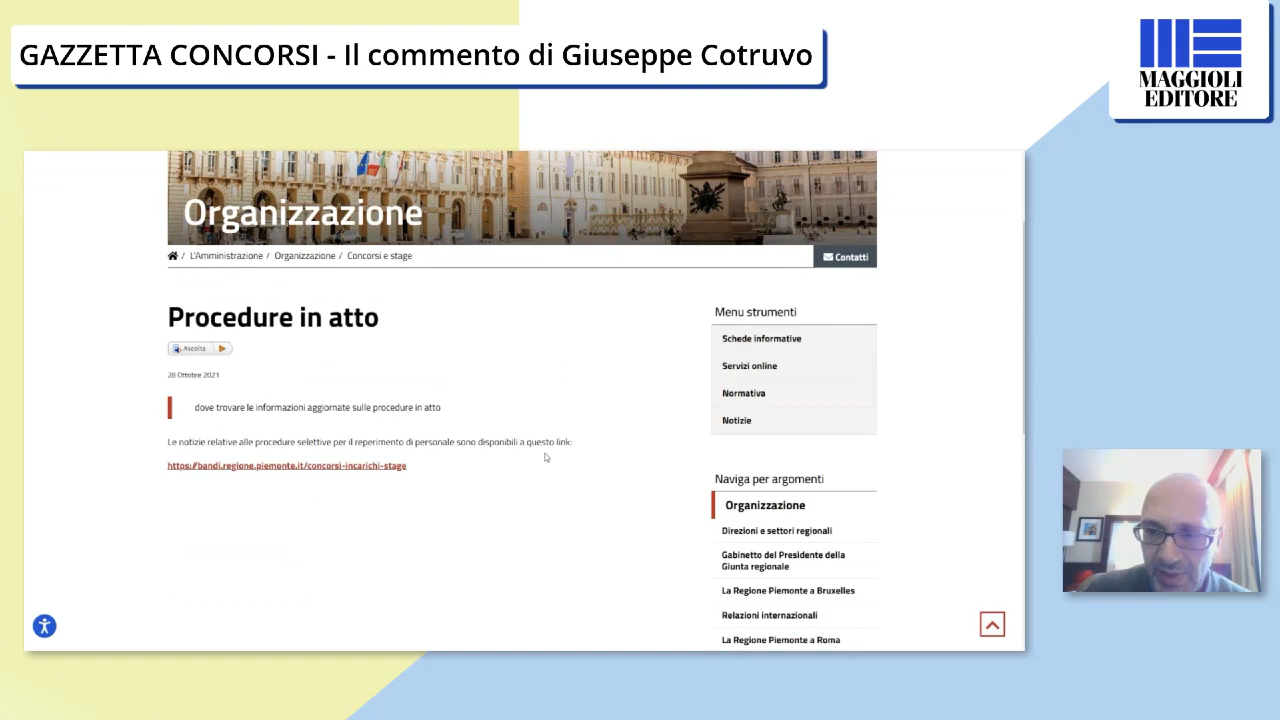 GAZZETTA CONCORSI - Il commento di Giuseppe Cotruvo
MAGGIOLI
EDITORE
Organizzazione
/ L'Amministrazione / Organizzazione / Concorsi e stage
Contatti
Procedure in atto
Ascolta
28 Ottobre 2021
dove trovare le informazioni aggiornate sulle procedure in atto
Le notizie relative alle procedure selettive per il reperimento di personale sono disponibili a questo link:
https://bandi.regione.piemonte.it/concorsi-incarichi-stage
Menu strumenti
Schede informative
Servizi online
Normativa
Notizie
Naviga per argomenti
Organizzazione
Direzioni e settori regionali
Gabinetto del Presidente della
Giunta regionale
La Regione Piemonte a Bruxelles
Relazioni internazionali
La Regione Piemonte a Roma